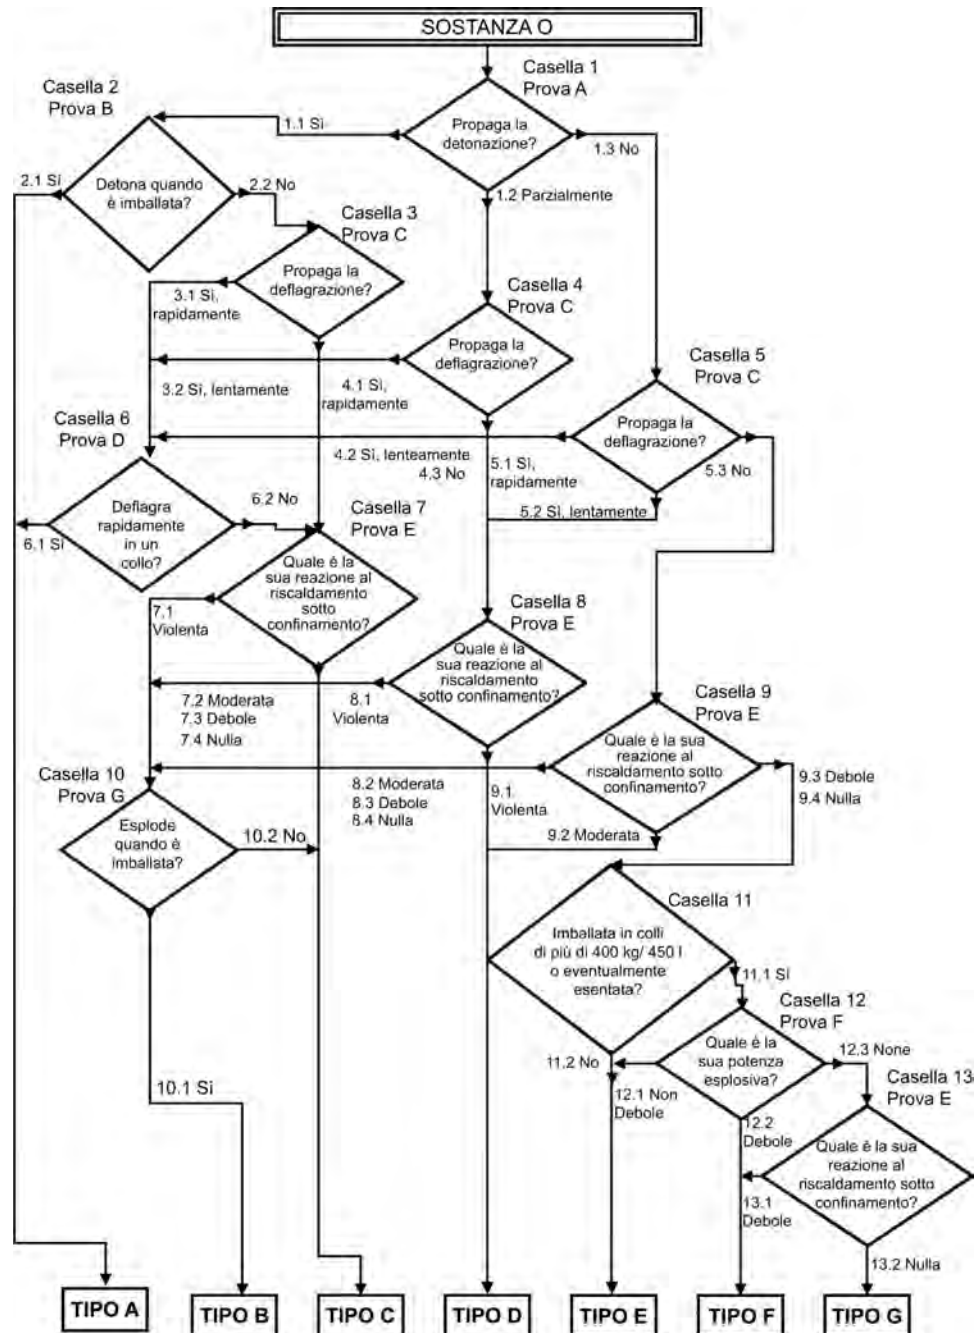 SOSTANZA O
Casella 1
Prova A
Propaga la
detonazione?
1.1 Sì
1.3 No
1.2 Parzialmente
Casella 2
Prova B
Detona quando
è imballata?
2.1 Sì
2.2 No
Casella 3
Prova C
Propaga la
deflagrazione?
3.1 Sì,
rapidamente
3.2 Sì, lentamente
Casella 4
Prova C
Propaga la
deflagrazione?
4.1 Sì,
rapidamente
4.2 Sì, lenteamente
4.3 No
Casella 5
Prova C
Propaga la
deflagrazione?
5.1 Sì,
rapidamente
5.2 Sì, lentamente
5.3 No
Casella 6
Prova D
Deflagra
rapidamente
in un
collo?
6.1 Sì
6.2 No
Casella 7
Prova E
Quale è la
sua reazione al
riscaldamento
sotto
confinamento?
7.1
Violenta
7.2 Moderata
7.3 Debole
7.4 Nulla
Casella 8
Prova E
Quale è la
sua reazione al
riscaldamento
sotto confinamento?
8.1
Violenta
8.2 Moderata
8.3 Debole
8.4 Nulla
Casella 9
Prova E
Quale è la sua
reazione al
riscaldamento sotto
confinamento?
9.1
Violenta
9.2 Moderata
9.3 Debole
9.4 Nulla
Casella 10
Prova G
Esplode
quando è
imballata?
10.2 No
10.1 Sì
Casella 11
Imballata in colli
di più di 400 kg/ 450 l
o eventualmente
esentata?
11.1 Sì
11.2 No
Casella 12
Prova F
Quale è la
sua potenza
esplosiva?
12.3 None
12.1 Non
Debole
12.2
Debole
Casella 13
Prova E
Quale è la sua
reazione al
riscaldamento sotto
confinamento?
13.1
Debole
13.2 Nulla
TIPO A
TIPO B
TIPO C
TIPO D
TIPO E
TIPO F
TIPO G